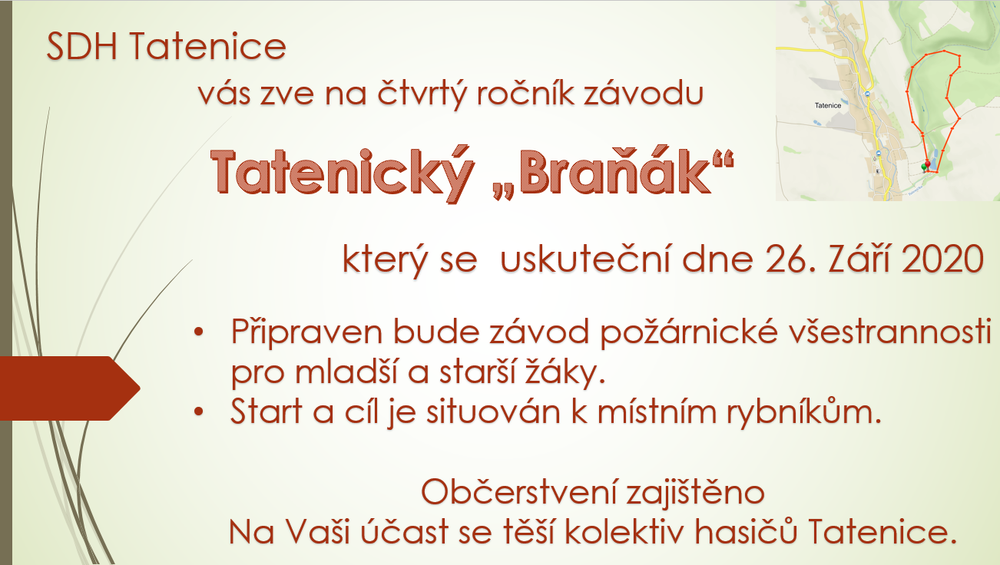 SDH Tatenice
vás zve na čtvrtý ročník závodu
Tatenický „Braňák“
Tatenice
který se  uskuteční dne 26. Září 2020
• Připraven bude závod požárnické všestrannosti
pro mladší a starší žáky.
• Start a cíl je situován k místním rybníkům.
Občerstvení zajištěno
Na Vaši účast se těší kolektiv hasičů Tatenice.